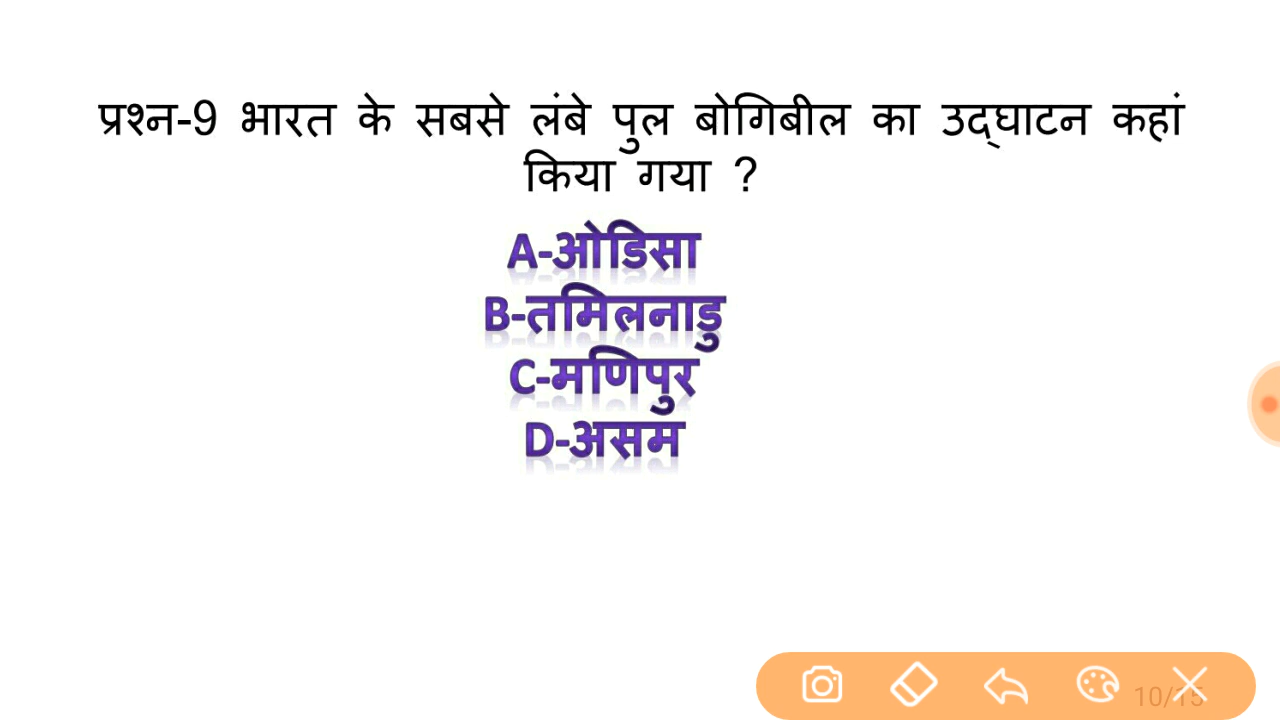 प्रश्न-9 भारत के सबसे लंबे पुल बोगिबील का उद्घाटन कहां
किया गया ?
A-ओडिसा
B-तमिलनाडु
C-मणिपुर
D-असम
10/15